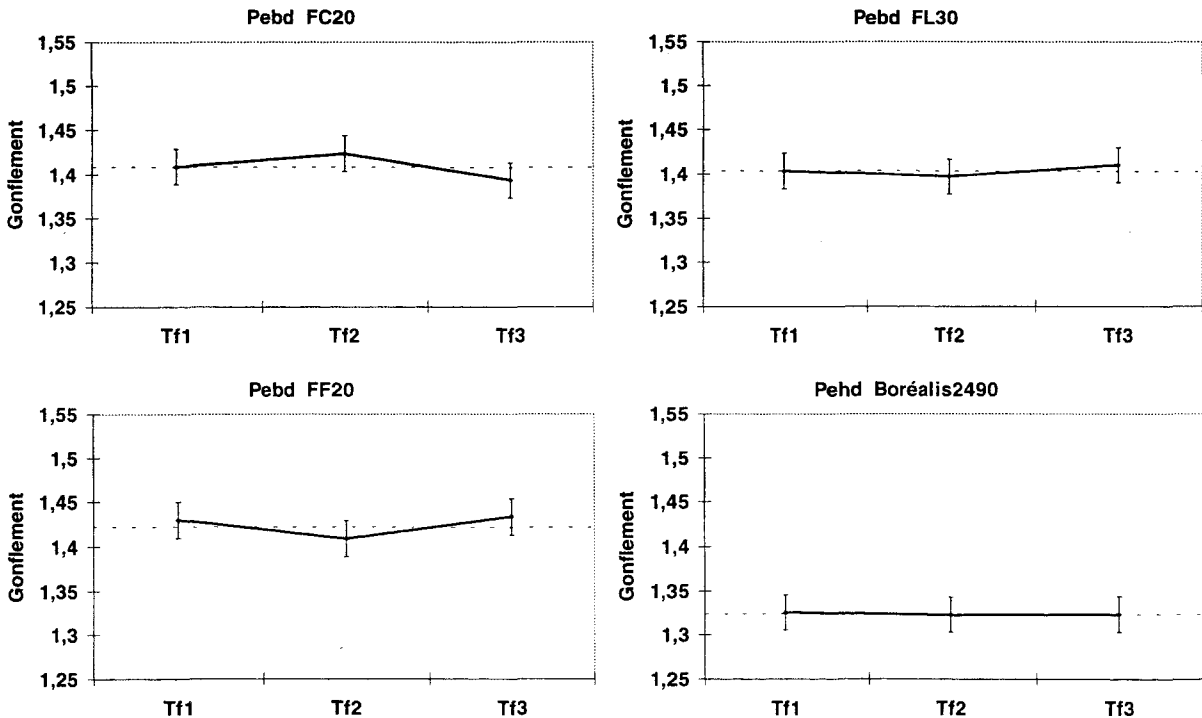 Pebd FC20
1,55
1,5
1,45
1,4
1,35
1,3
1,25
Gonflement
Tf1 Tf2 Tf3
Pebd FL30
1,55
1,5
1,45
1,4
1,35
1,3
1,25
Gonflement
Tf1 Tf2 Tf3
Pebd FF20
1,55
1,5
1,45
1,4
1,35
1,3
1,25
Gonflement
Tf1 Tf2 Tf3
Pehd Boréalis2490
1,55
1,5
1,45
1,4
1,35
1,3
1,25
Gonflement
Tf1 Tf2 Tf3